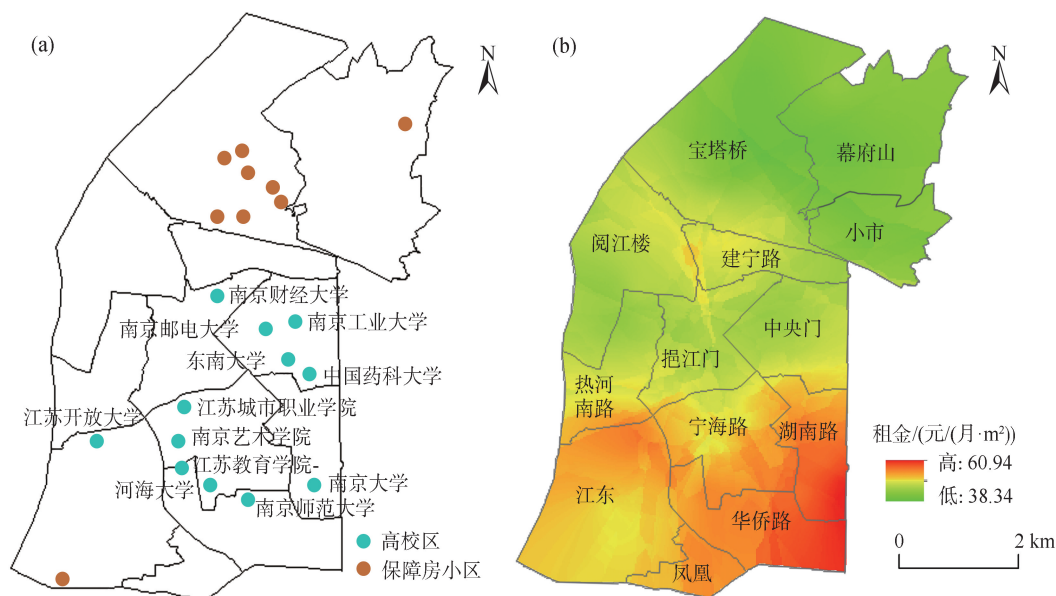 (a)
N
南京财经大学
南京邮电大学
南京工业大学
东南大学
中国药科大学
江苏开放大学
江苏城市职业学院
南京艺术学院
江苏教育学院-
河海大学
南京大学
南京师范大学
高校区
保障房小区
(b)
N
宝塔桥
幕府山
小市
阅江楼
建宁路
中央门
挹江门
热河
南路
宁海路
湖南路
江东
华侨路
凤凰
租金/(元/(月·m²))
高: 60.94
低: 38.34
0 2 km